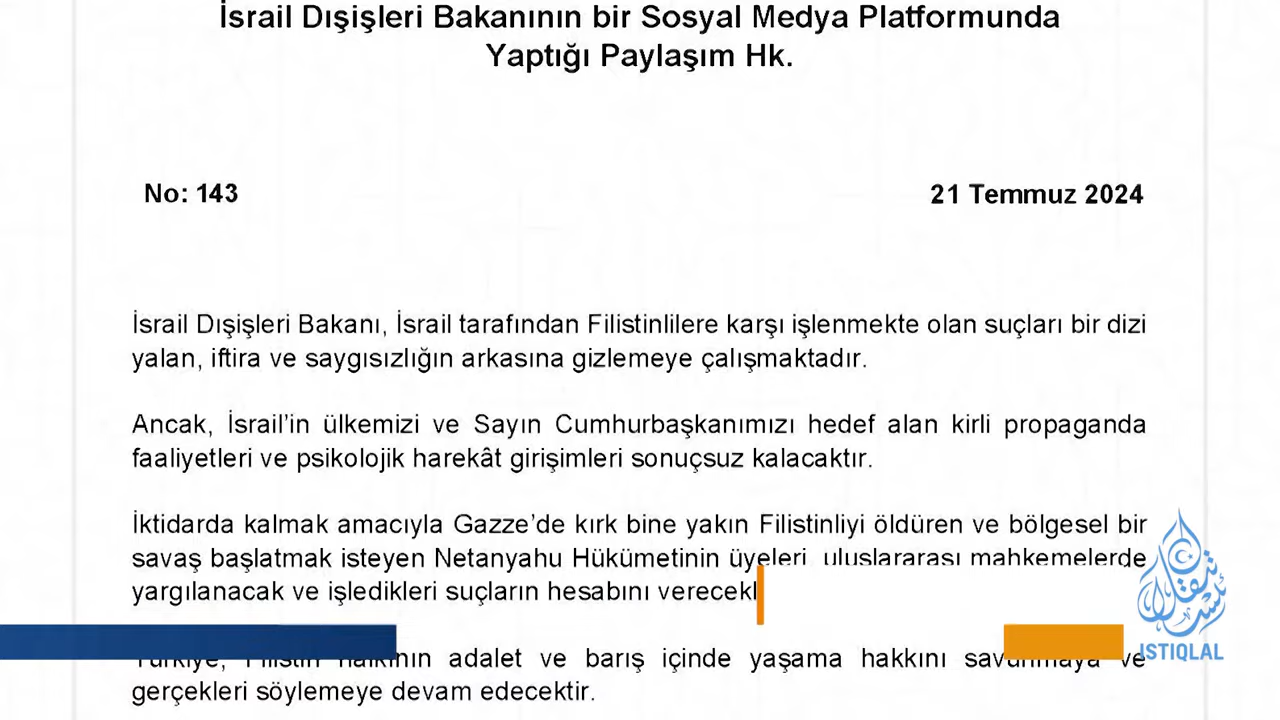 İsrail Dışişleri Bakanının bir Sosyal Medya Platformunda
Yaptığı Paylaşım Hk.
No: 143
21 Temmuz 2024
İsrail Dışişleri Bakanı, İsrail tarafından Filistinlilere karşı işlenmekte olan suçları bir dizi
yalan, iftira ve saygısızlığın arkasına gizlemeye çalışmaktadır.
Ancak, İsrail’in ülkemizi ve Sayın Cumhurbaşkanımızı hedef alan kirli propaganda
faaliyetleri ve psikolojik harekât girişimleri sonuçsuz kalacaktır.
İktidarda kalmak amacıyla Gazze’de kırk bine yakın Filistinliyi öldüren ve bölgesel bir
savaş başlatmak isteyen Netanyahu Hükümetinin üyeleri, uluslararası mahkemelerde
yargılanacak ve işledikleri suçların hesabını verecekl
Türkiye, Filistin halkının adalet ve barış içinde yaşama hakkını savunmaya ve
gerçekleri söylemeye devam edecektir.
ISTIQLAL